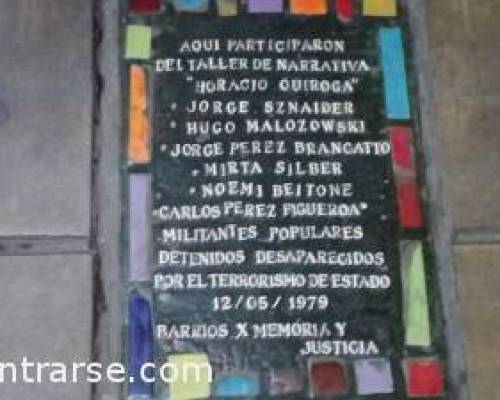 AQUI PARTICIPARON
DEL TALLER DE NARRATIVA
"HORACIO QUIROGA"
* JORGE SZNAIDER
* HUGO MALOZOWSKI
* JORGE PEREZ BRANCATTO
* MIRTA SILBER
* NOEMI BEITONE
"CARLOS PEREZ FIGUEROA"
MILITANTES POPULARES
DETENIDOS DESAPARECIDOS
POR EL TERRORISMO DE ESTADO
12/05/1979
BARRIOS X MEMORIA Y
JUSTICIA
ntrarse.com